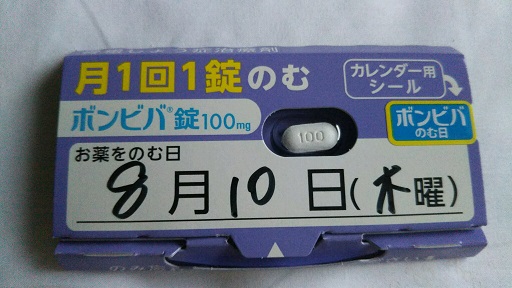 月1回1錠のむ
カレンダー用
シール
ボンビバ®錠100mg
100
ボンビバ
のむ日
お薬をのむ日
8月10日(木曜)